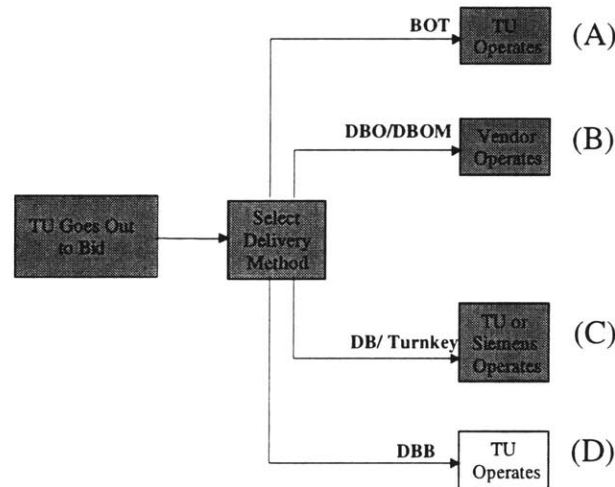 BOT
TU
Operates
(A)
DBO/DBOM
Vendor
Operates
(B)
TU Goes Out
to Bid
Select
Delivery
Method
DB/ Turnkey
TU or
Siemens
Operates
(C)
DBB
TU
Operates
(D)